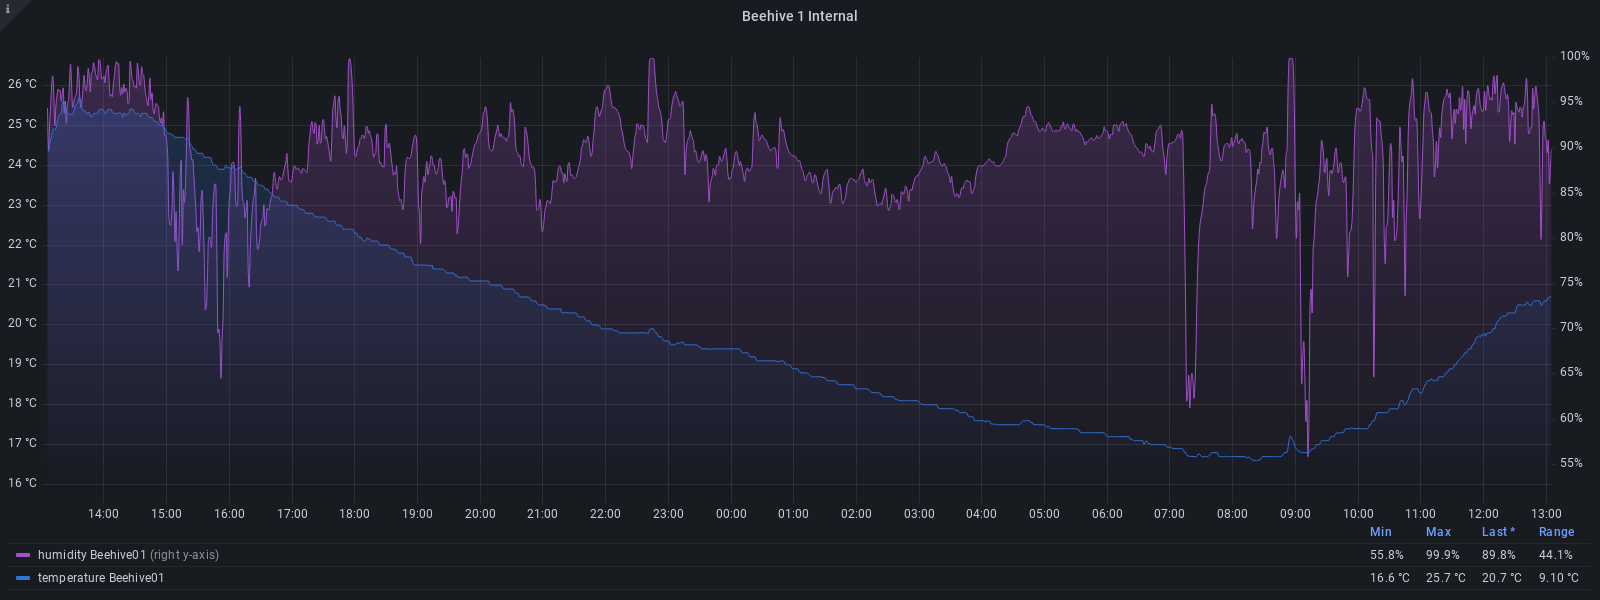 i
Beehive 1 Internal
26 °C
25 °C
24 °C
23 °C
22 °C
21 °C
20 °C
19 °C
18 °C
17 °C
16 °C
100%
95%
90%
85%
80%
75%
70%
65%
60%
55%
14:00 15:00 16:00 17:00 18:00 19:00 20:00 21:00 22:00 23:00 00:00 01:00 02:00 03:00 04:00 05:00 06:00 07:00 08:00 09:00 10:00 11:00 12:00 13:00
Min Max Last * Range
humidity Beehive01 (right y-axis) 55.8% 99.9% 89.8% 44.1%
temperature Beehive01 16.6 °C 25.7 °C 20.7 °C 9.10 °C